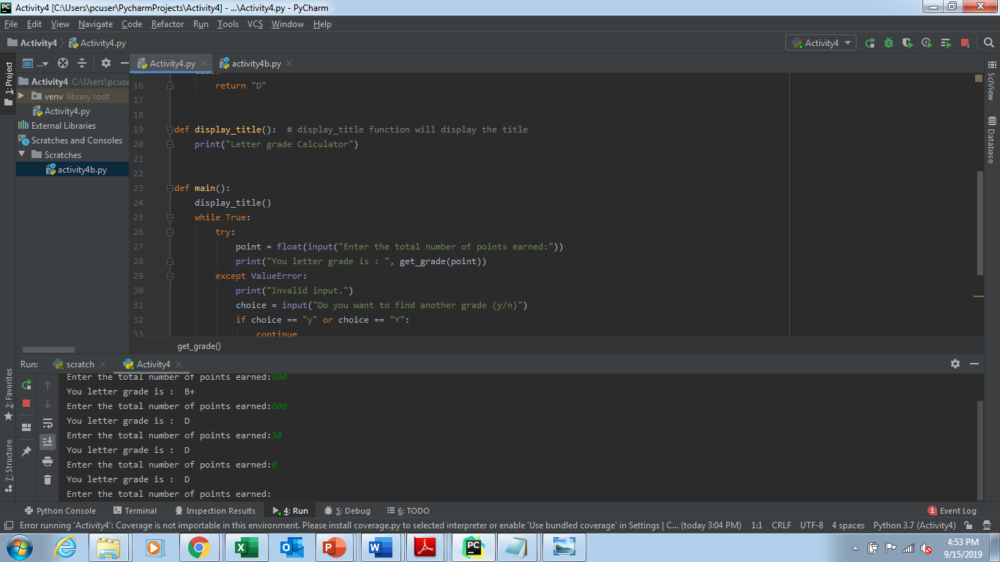 Activity4 [C:\Users\pcuser\PycharmProjects\Activity4] - ...\Activity4.py - PyCharm
File Edit View Navigate Code Refactor Run Tools VCS Window Help
Activity4 Activity4.py
Activity4
... Activity4.py activity4b.py
1: Project
Activity4 C:\Users\pcuse
venv library root
Activity4.py
External Libraries
Scratches and Consoles
Scratches
activity4b.py
16 return "D"
17
18
19 def display_title():  # display_title function will display the title
20 print("Letter grade Calculator")
21
22
23 def main():
24 display_title()
25 while True:
26 try:
27 point = float(input("Enter the total number of points earned:"))
28 print("You letter grade is : ", get_grade(point))
29 except ValueError:
30 print("Invalid input.")
31 choice = input("Do you want to find another grade (y/n)")
32 if choice == "y" or choice == "Y":
33 continue
get_grade()
SciView
Database
Run: scratch Activity4
Enter the total number of points earned:900
You letter grade is :  B+
Enter the total number of points earned:600
You letter grade is :  D
Enter the total number of points earned:30
You letter grade is :  D
Enter the total number of points earned:0
You letter grade is :  D
Enter the total number of points earned:
2: Favorites
7: Structure
Python Console Terminal Inspection Results 4: Run 5: Debug 6: TODO 1 Event Log
Error running 'Activity4': Coverage is not importable in this environment. Please install coverage.py to selected interpreter or enable 'Use bundled coverage' in Settings | C... (today 3:04 PM) 1:1 CRLF UTF-8 4 spaces Python 3.7 (Activity4)
4:53 PM
9/15/2019